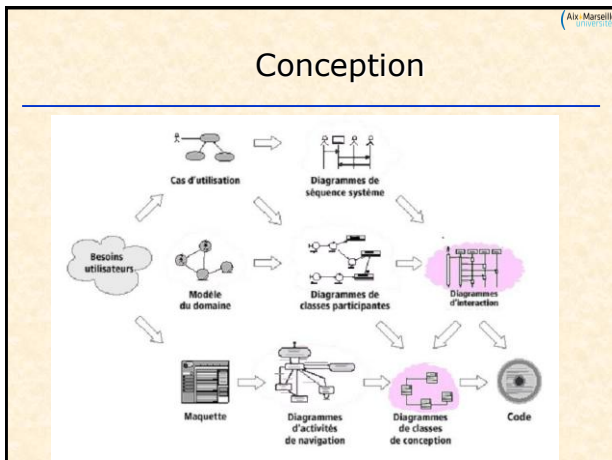 Aix*Marseille
université
Conception
Cas d'utilisation
Diagrammes de
séquence système
Besoins
utilisateurs
Modèle
du domaine
Diagrammes de
classes participantes
Diagrammes
d'interaction
Maquette
Diagrammes
d'activités
de navigation
Diagrammes
de classes
de conception
Code